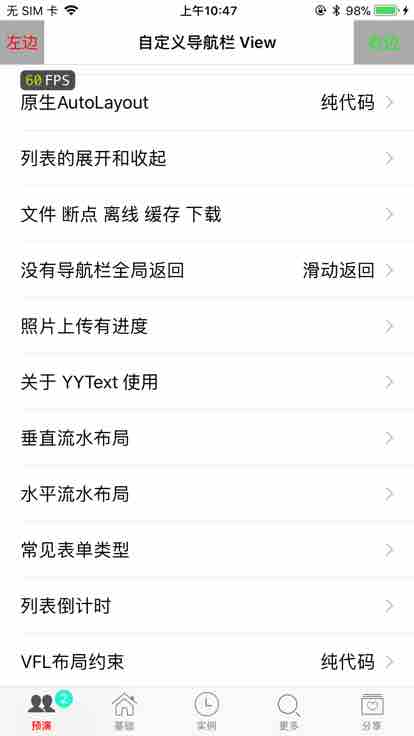 无 SIM 卡 上午10:47 98%
左边 自定义导航栏 View 右边
60 FPS
原生AutoLayout 纯代码
列表的展开和收起
文件 断点 离线 缓存 下载
没有导航栏全局返回 滑动返回
照片上传有进度
关于 YYText 使用
垂直流水布局
水平流水布局
常见表单类型
列表倒计时
VFL布局约束 纯代码
2
预演 基础 实例 更多 分享